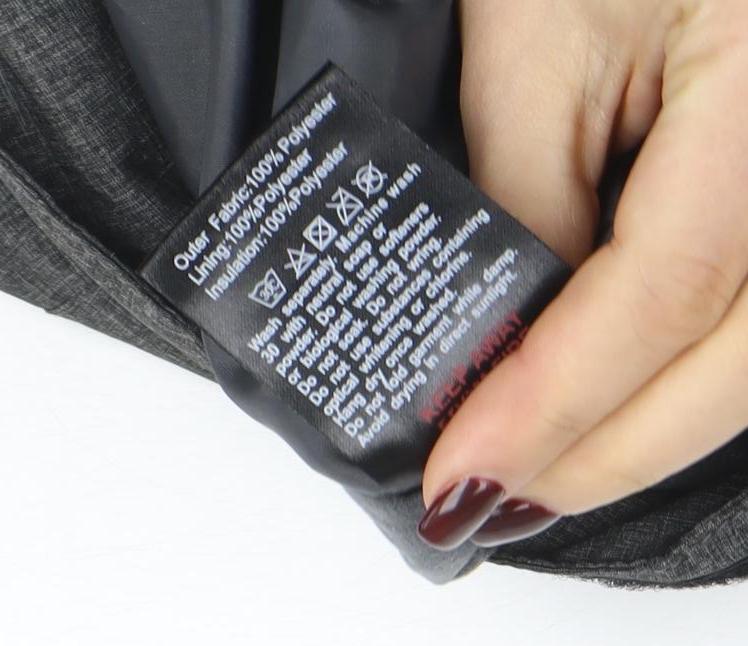 Outer Fabric:100% Polyester
Lining:100%Polyester
Insulation:100%Polyester
30
Wash separately, Machine wash
30 with neutral soap or
powder. Do not use softeners
or biological washing powder.
Do not soak. Do not wring.
Do not use substances containing
optical whitening or chlorine.
Hang dry once washed.
Do not fold garment while damp.
Avoid drying in direct sunlight.
KEEP AWAY